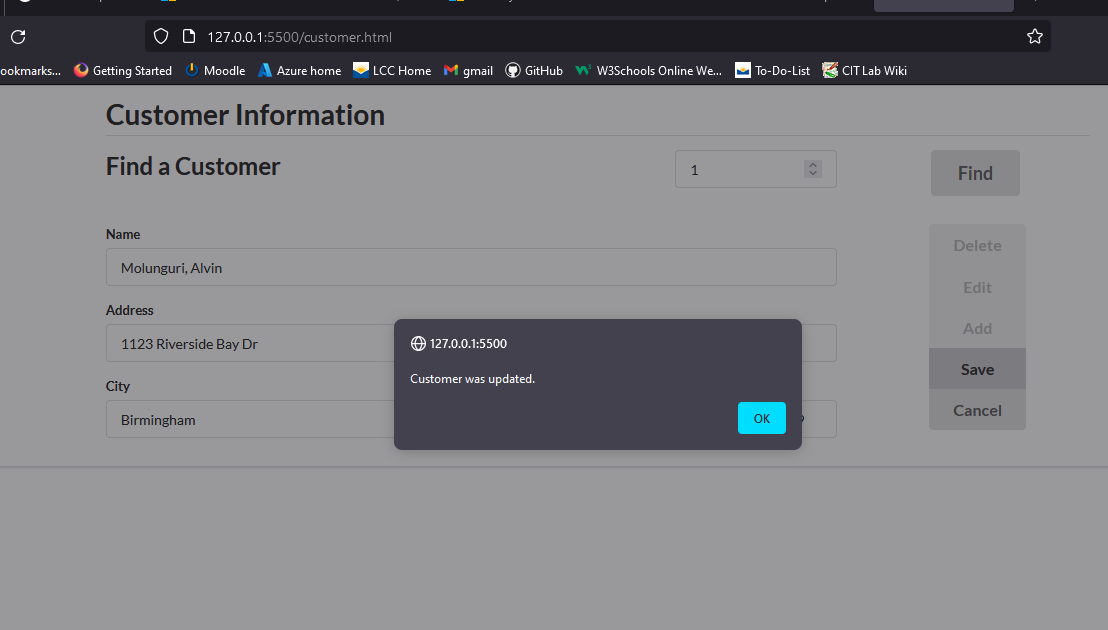 127.0.0.1:5500/customer.html
ookmarks... Getting Started Moodle Azure home LCC Home gmail GitHub W3Schools Online We... To-Do-List CIT Lab Wiki
Customer Information
Find a Customer 1 Find
Name
Molunguri, Alvin
Address
1123 Riverside Bay Dr
City
Birmingham
Delete
Edit
Add
Save
Cancel
127.0.0.1:5500
Customer was updated.
OK